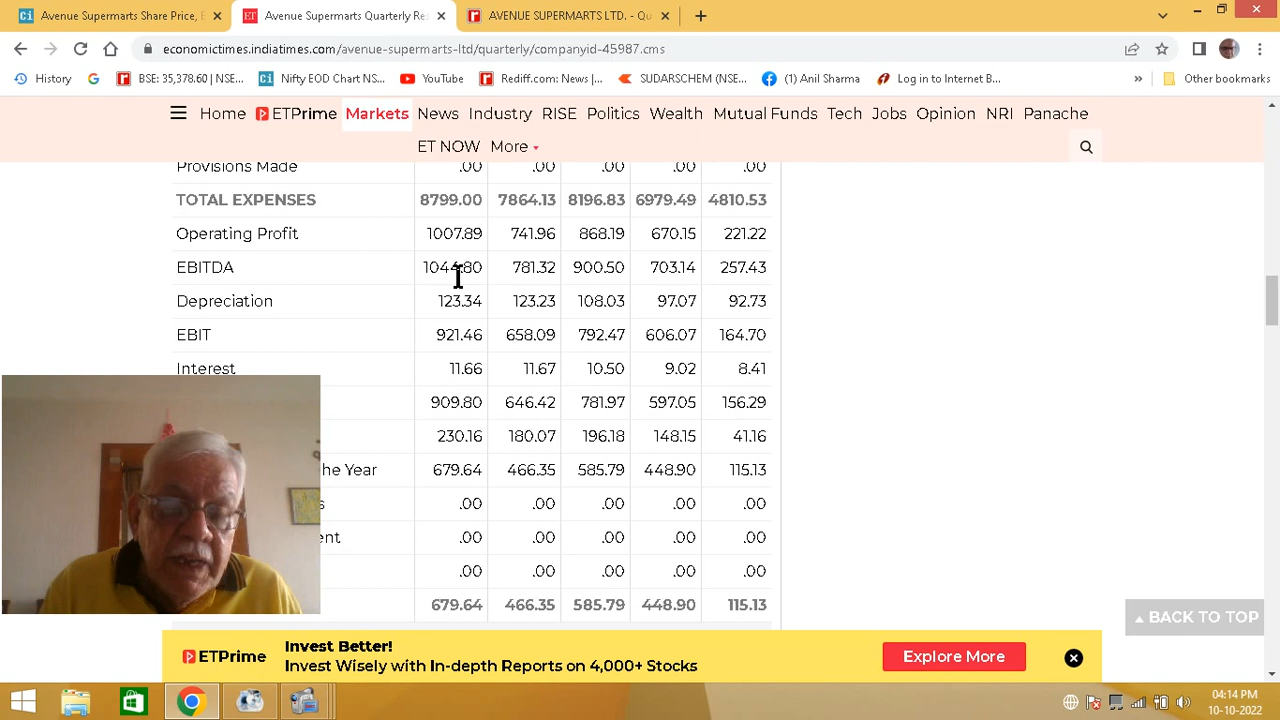 Avenue Supermarts Share Price, E
Avenue Supermarts Quarterly Res
AVENUE SUPERMARTS LTD. - Qu
economictimes.indiatimes.com/avenue-supermarts-ltd/quarterly/companyid-45987.cms
History
BSE: 35,378.60 | NSE...
Nifty EOD Chart NS...
YouTube
Rediff.com: News |...
SUDARSCHEM (NSE...
(1) Anil Sharma
Log in to Internet B...
»
Other bookmarks
Home ETPrime Markets News Industry RISE Politics Wealth Mutual Funds Tech Jobs Opinion NRI Panache
ET NOW More
Provisions Made .00 .00 .00 .00 .00
TOTAL EXPENSES 8799.00 7864.13 8196.83 6979.49 4810.53
Operating Profit 1007.89 741.96 868.19 670.15 221.22
EBITDA 1044.80 781.32 900.50 703.14 257.43
Depreciation 123.34 123.23 108.03 97.07 92.73
EBIT 921.46 658.09 792.47 606.07 164.70
Interest 11.66 11.67 10.50 9.02 8.41
909.80 646.42 781.97 597.05 156.29
230.16 180.07 196.18 148.15 41.16
he Year 679.64 466.35 585.79 448.90 115.13
s .00 .00 .00 .00 .00
ent .00 .00 .00 .00 .00
.00 .00 .00 .00 .00
679.64 466.35 585.79 448.90 115.13
BACK TO TOP
ETPrime
Invest Better!
Invest Wisely with In-depth Reports on 4,000+ Stocks
Explore More
04:14 PM
10-10-2022